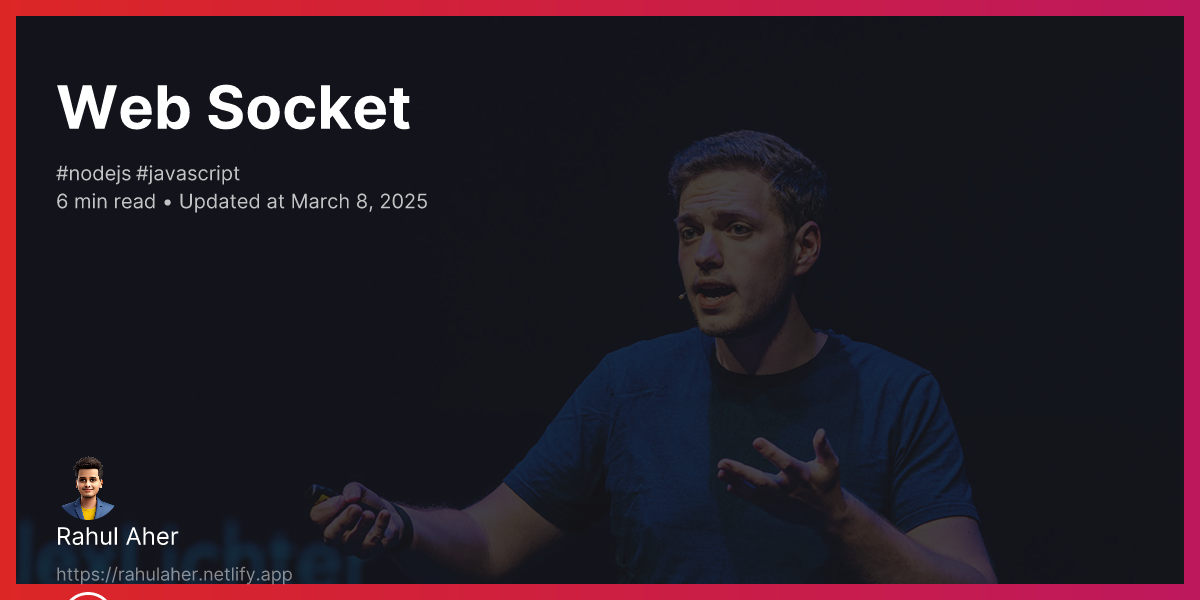 Web Socket
#nodejs #javascript
6 min read • Updated at March 8, 2025
Rahul Aher
https://rahulaher.netlify.app